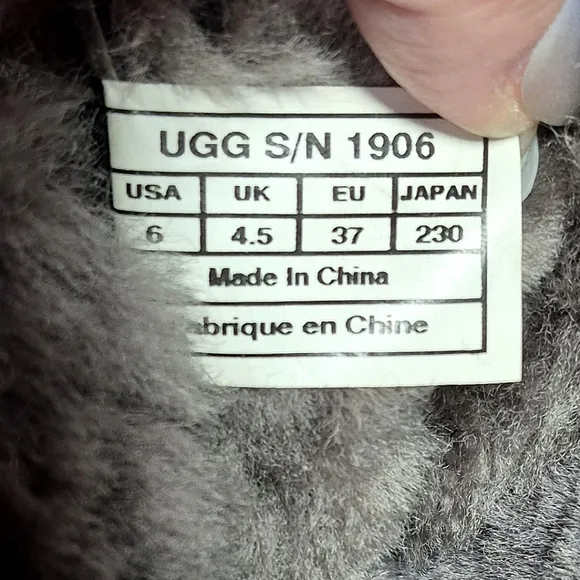 UGG S/N 1906
USA UK EU JAPAN
6 4.5 37 230
Made In China
abrique en Chine